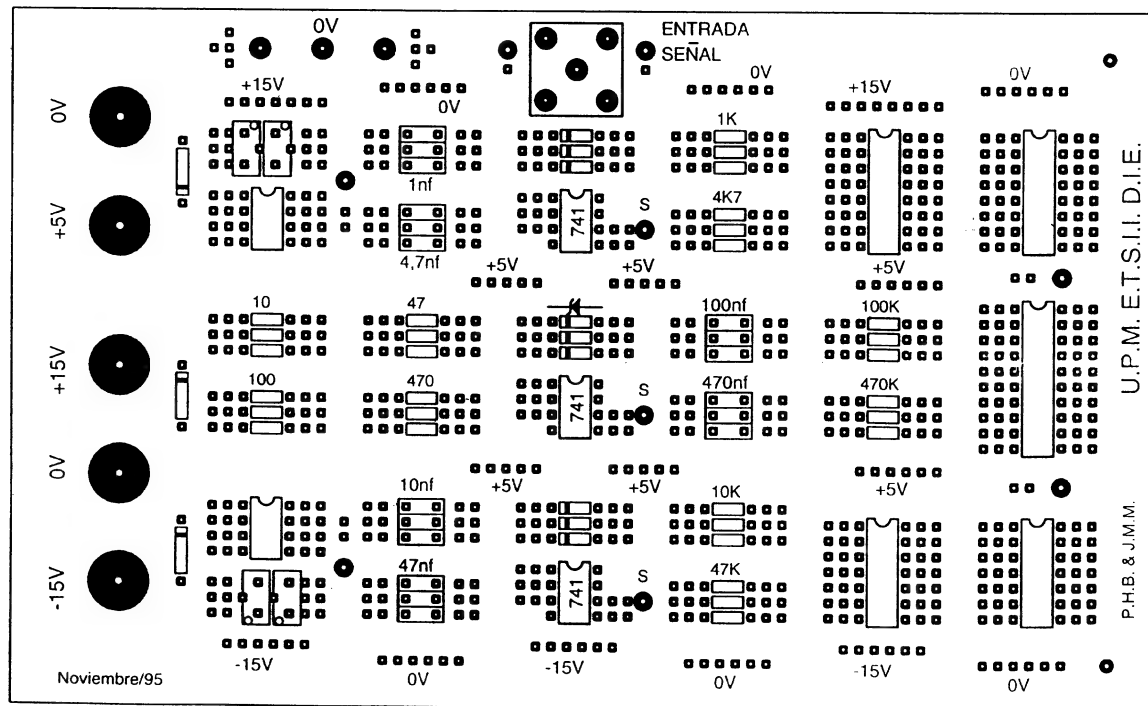 0V
ENTRADA
SEÑAL
0V
+5V
+15V
0V
-15V
+15V
0V
0V
+15V
0V
1K
1nf
741
S
4K7
4,7nf
+5V
+5V
+5V
10
47
100nf
100K
100
470
741
S
470nf
470K
+5V
+5V
+5V
10nf
10K
47nf
741
S
47K
-15V
0V
-15V
0V
-15V
0V
Noviembre/95
U.P.M. E.T.S.I.I. D.I.E.
P.H.B. & J.M.M.